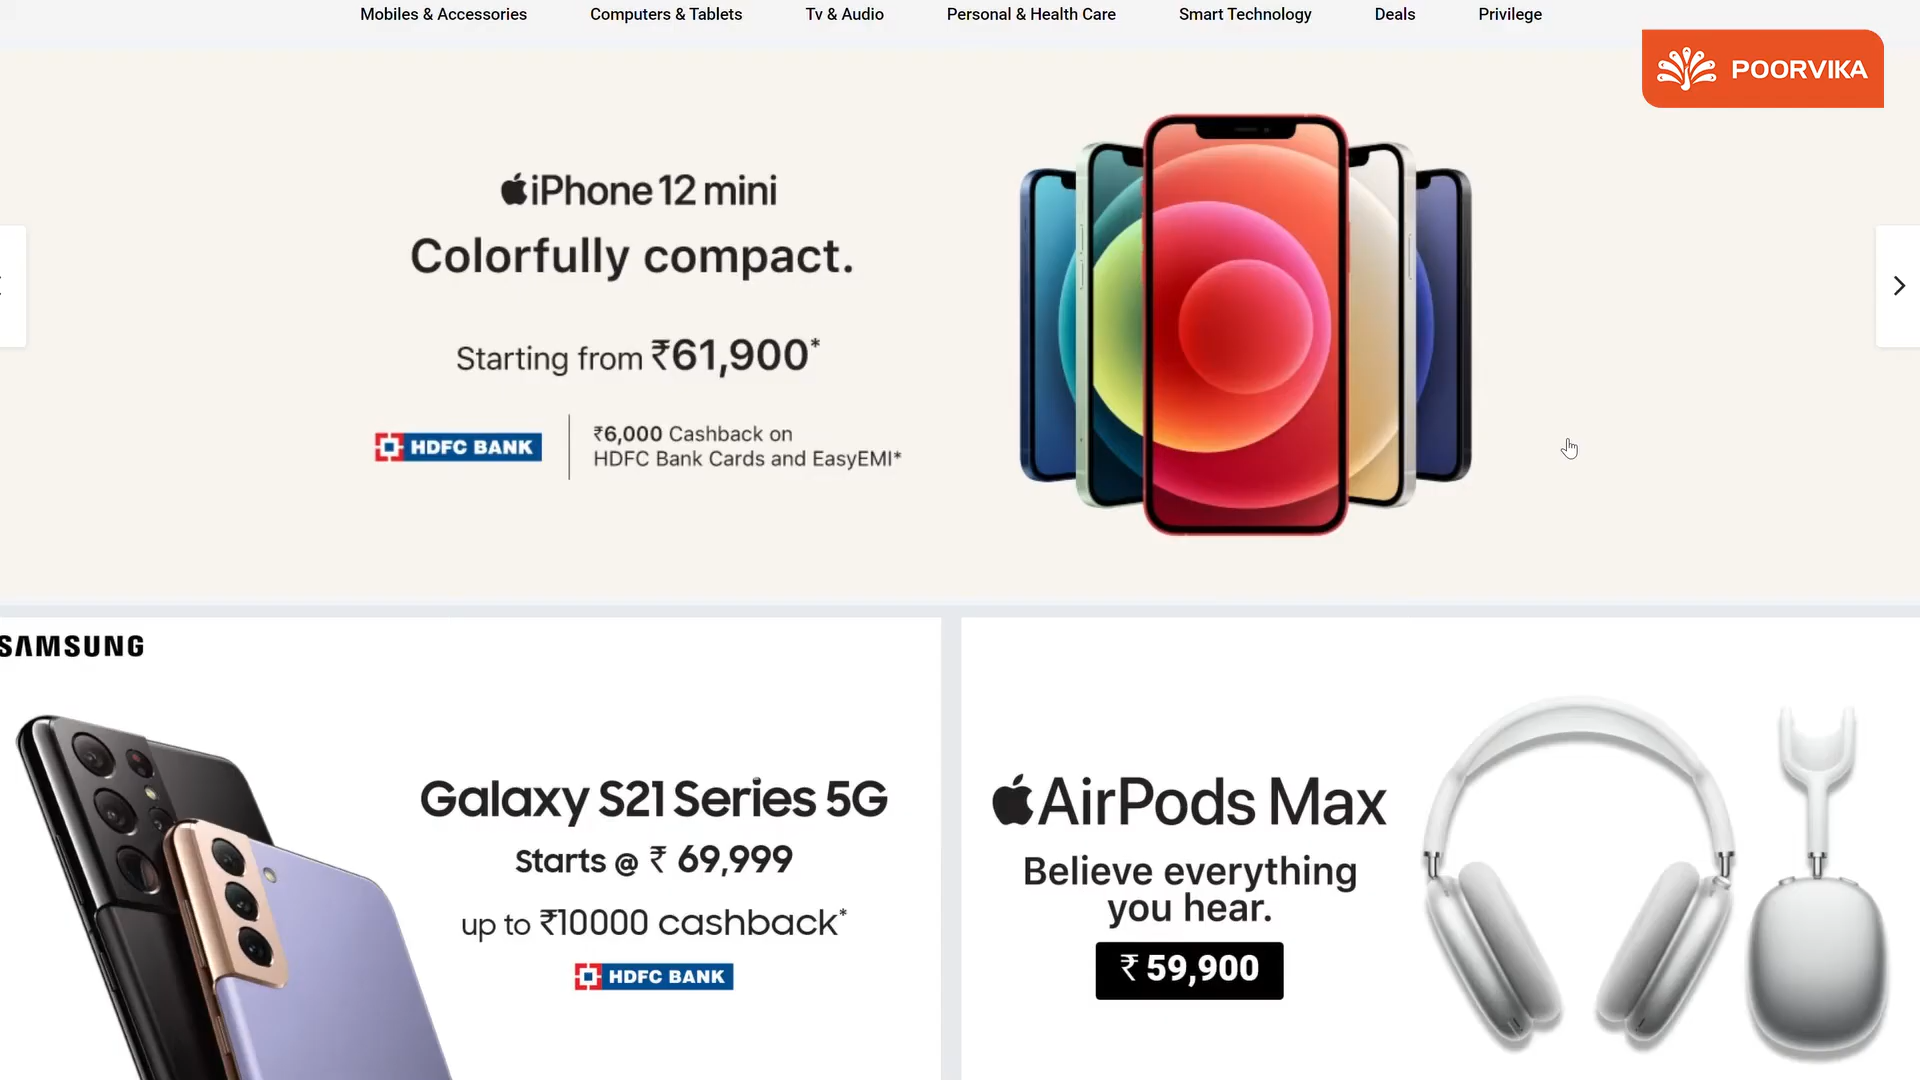 Mobiles & Accessories Computers & Tablets Tv & Audio Personal & Health Care Smart Technology Deals Privilege
POORVIKA
iPhone 12 mini
Colorfully compact.
Starting from ₹61,900*
HDFC BANK
₹6,000 Cashback on
HDFC Bank Cards and EasyEMI*
SAMSUNG
Galaxy S21 Series 5G
Starts @ ₹ 69,999
up to ₹10000 cashback*
HDFC BANK
AirPods Max
Believe everything
you hear.
₹ 59,900